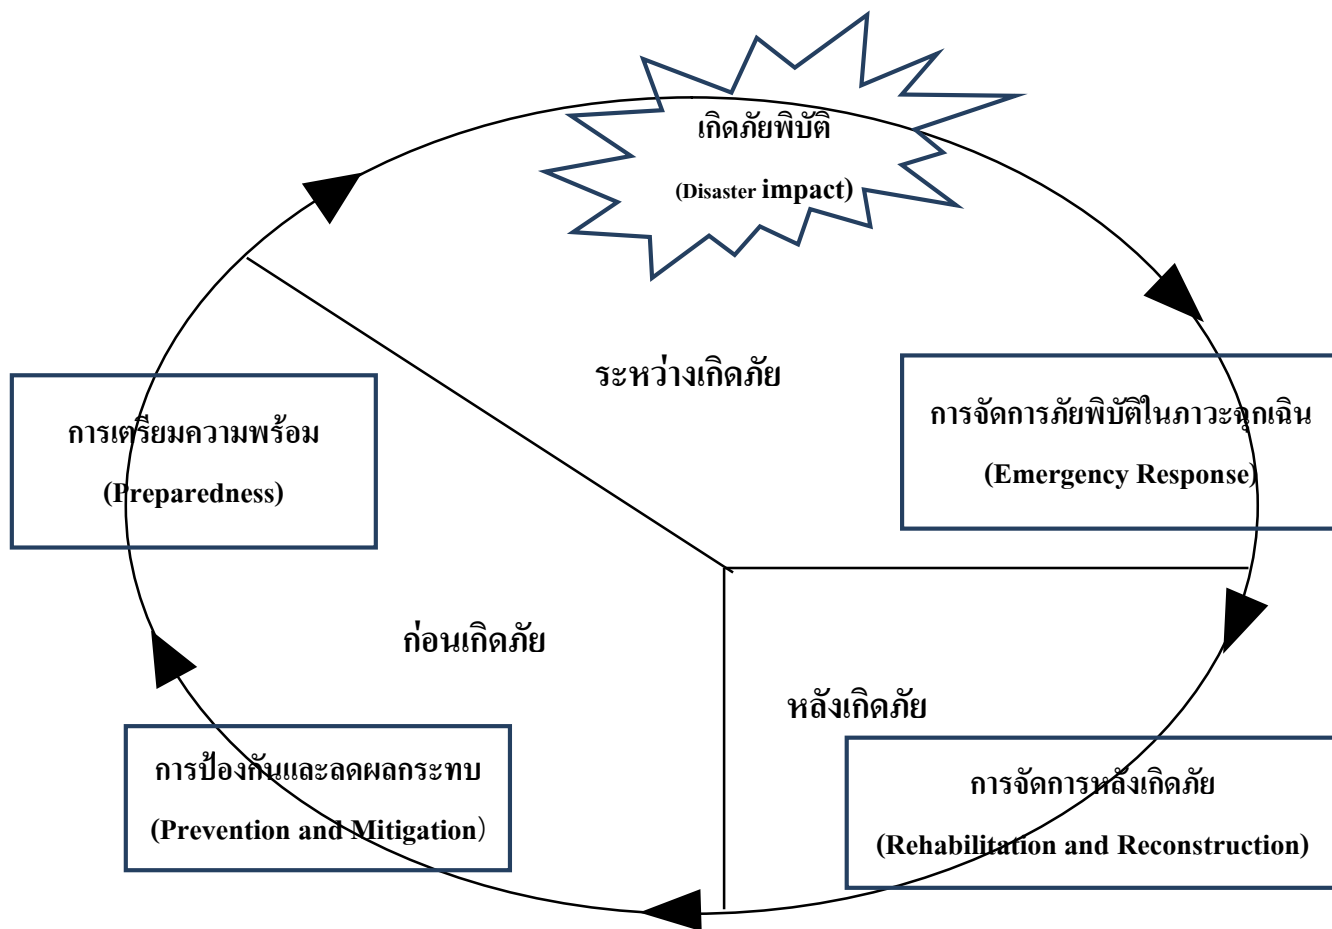 เกิดภัยพิบัติ
(Disaster impact)
ระหว่างเกิดภัย
การจัดการภัยพิบัติในภาวะฉุกเฉิน
(Emergency Response)
การเตรียมความพร้อม
(Preparedness)
ก่อนเกิดภัย
หลังเกิดภัย
การป้องกันและลดผลกระทบ
(Prevention and Mitigation)
การจัดการหลังเกิดภัย
(Rehabilitation and Reconstruction)